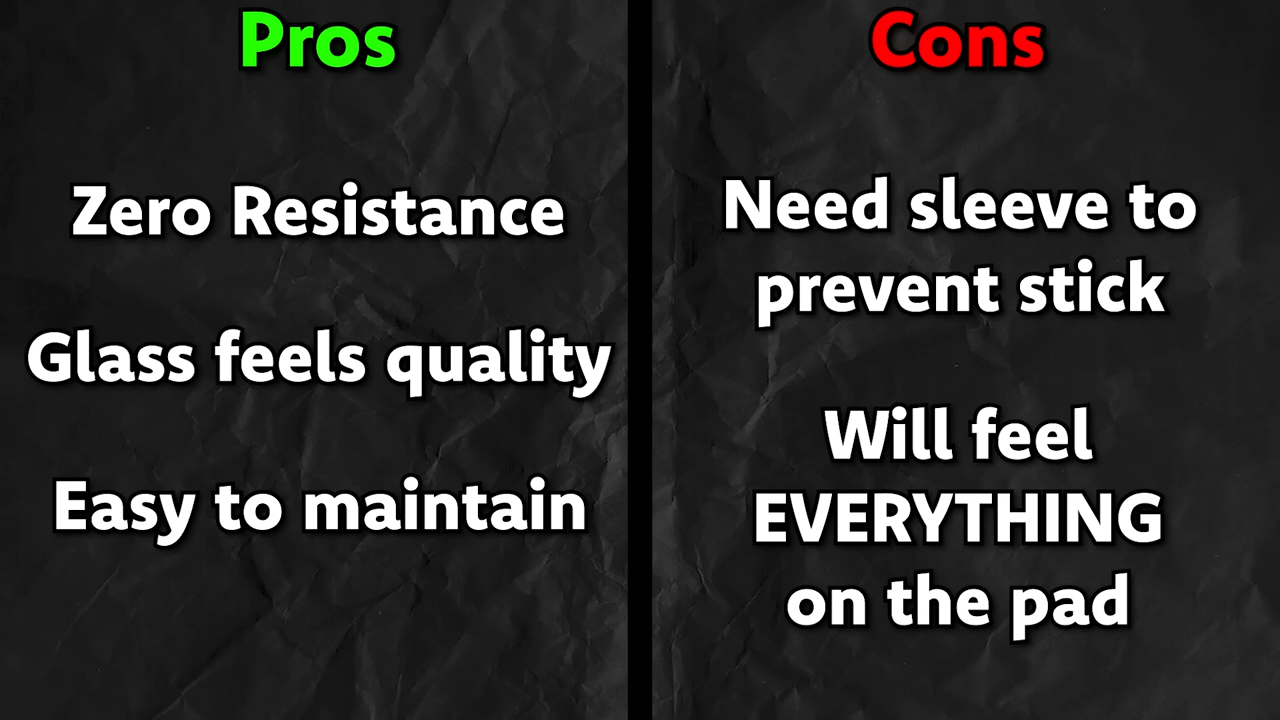 Pros
Zero Resistance
Glass feels quality
Easy to maintain
Cons
Need sleeve to
prevent stick
Will feel
EVERYTHING
on the pad